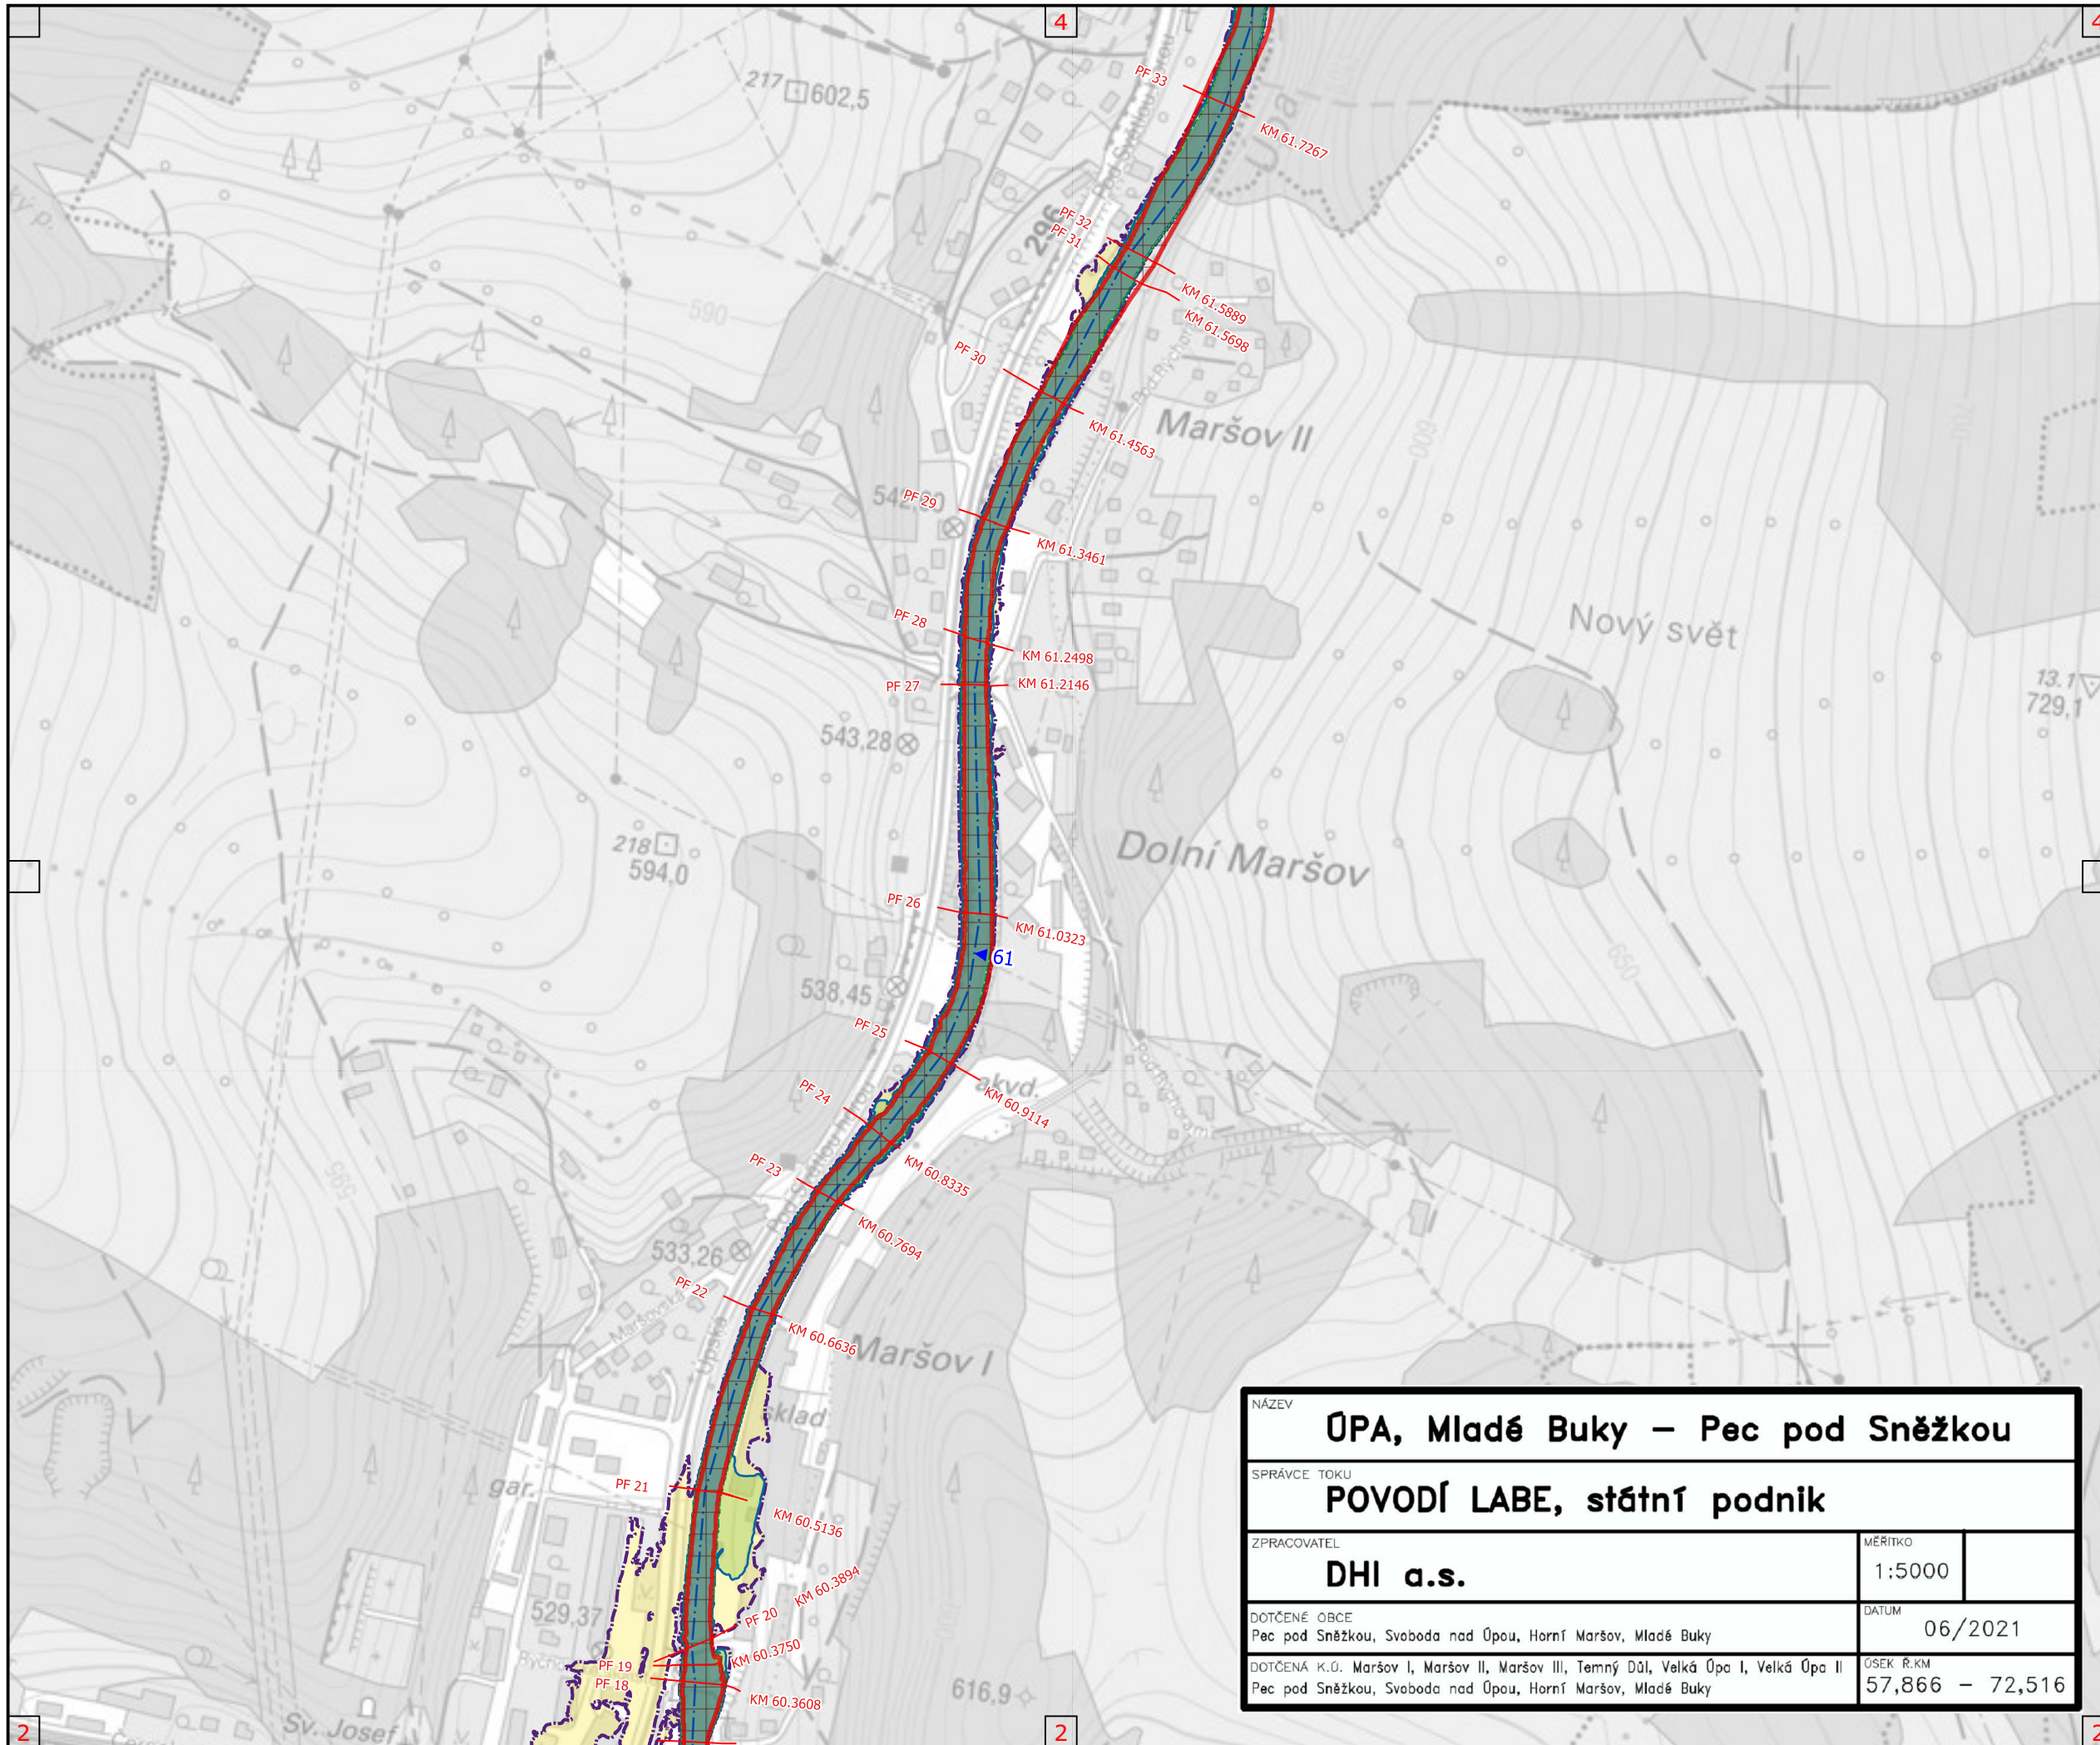 4
4
217
602,5
PF 33
KM 61.7267
Úpa
PF 32
PF 31
296
KM 61.5889
KM 61.5698
590
PF 30
KM 61.4563
Maršov II
600
542,80
PF 29
KM 61.3461
PF 28
KM 61.2498
PF 27
KM 61.2146
Nový svět
13.1
729,1
543,28
218
594,0
Dolní Maršov
PF 26
KM 61.0323
61
650
538,45
PF 25
akvd.
KM 60.9114
PF 24
KM 60.8335
PF 23
KM 60.7694
533,26
PF 22
KM 60.6636
Maršov I
Úpská
sklad
gar.
PF 21
KM 60.5136
KM 60.3894
PF 20
529,37
KM 60.3750
PF 19
PF 18
KM 60.3608
616,9
Sv. Josef
2
2
2
NÁZEV
ÚPA, Mladé Buky – Pec pod Sněžkou
SPRÁVCE TOKU
POVODÍ LABE, státní podnik
ZPRACOVATEL
DHI a.s.
MĚŘÍTKO
1:5000
DOTČENÉ OBCE
Pec pod Sněžkou, Svoboda nad Úpou, Horní Maršov, Mladé Buky
DATUM
06/2021
DOTČENÁ K.Ú. Maršov I, Maršov II, Maršov III, Temný Důl, Velká Úpa I, Velká Úpa II
Pec pod Sněžkou, Svoboda nad Úpou, Horní Maršov, Mladé Buky
ÚSEK Ř.KM
57,866 – 72,516